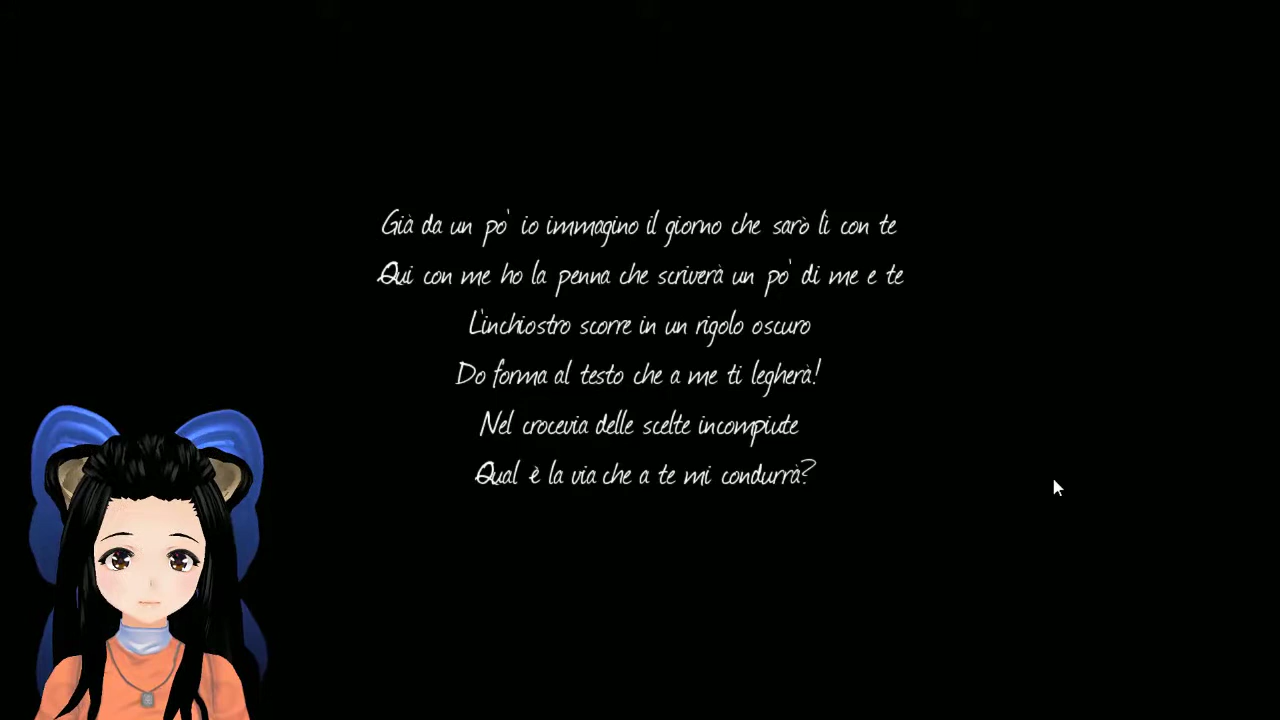 Già da un po' io immagino il giorno che sarò lì con te
Qui con me ho la penna che scriverà un po' di me e te
L'inchiostro scorre in un rigolo oscuro
Do forma al testo che a me ti legherà!
Nel crocevia delle scelte incompiute
Qual è la via che a te mi condurrà?